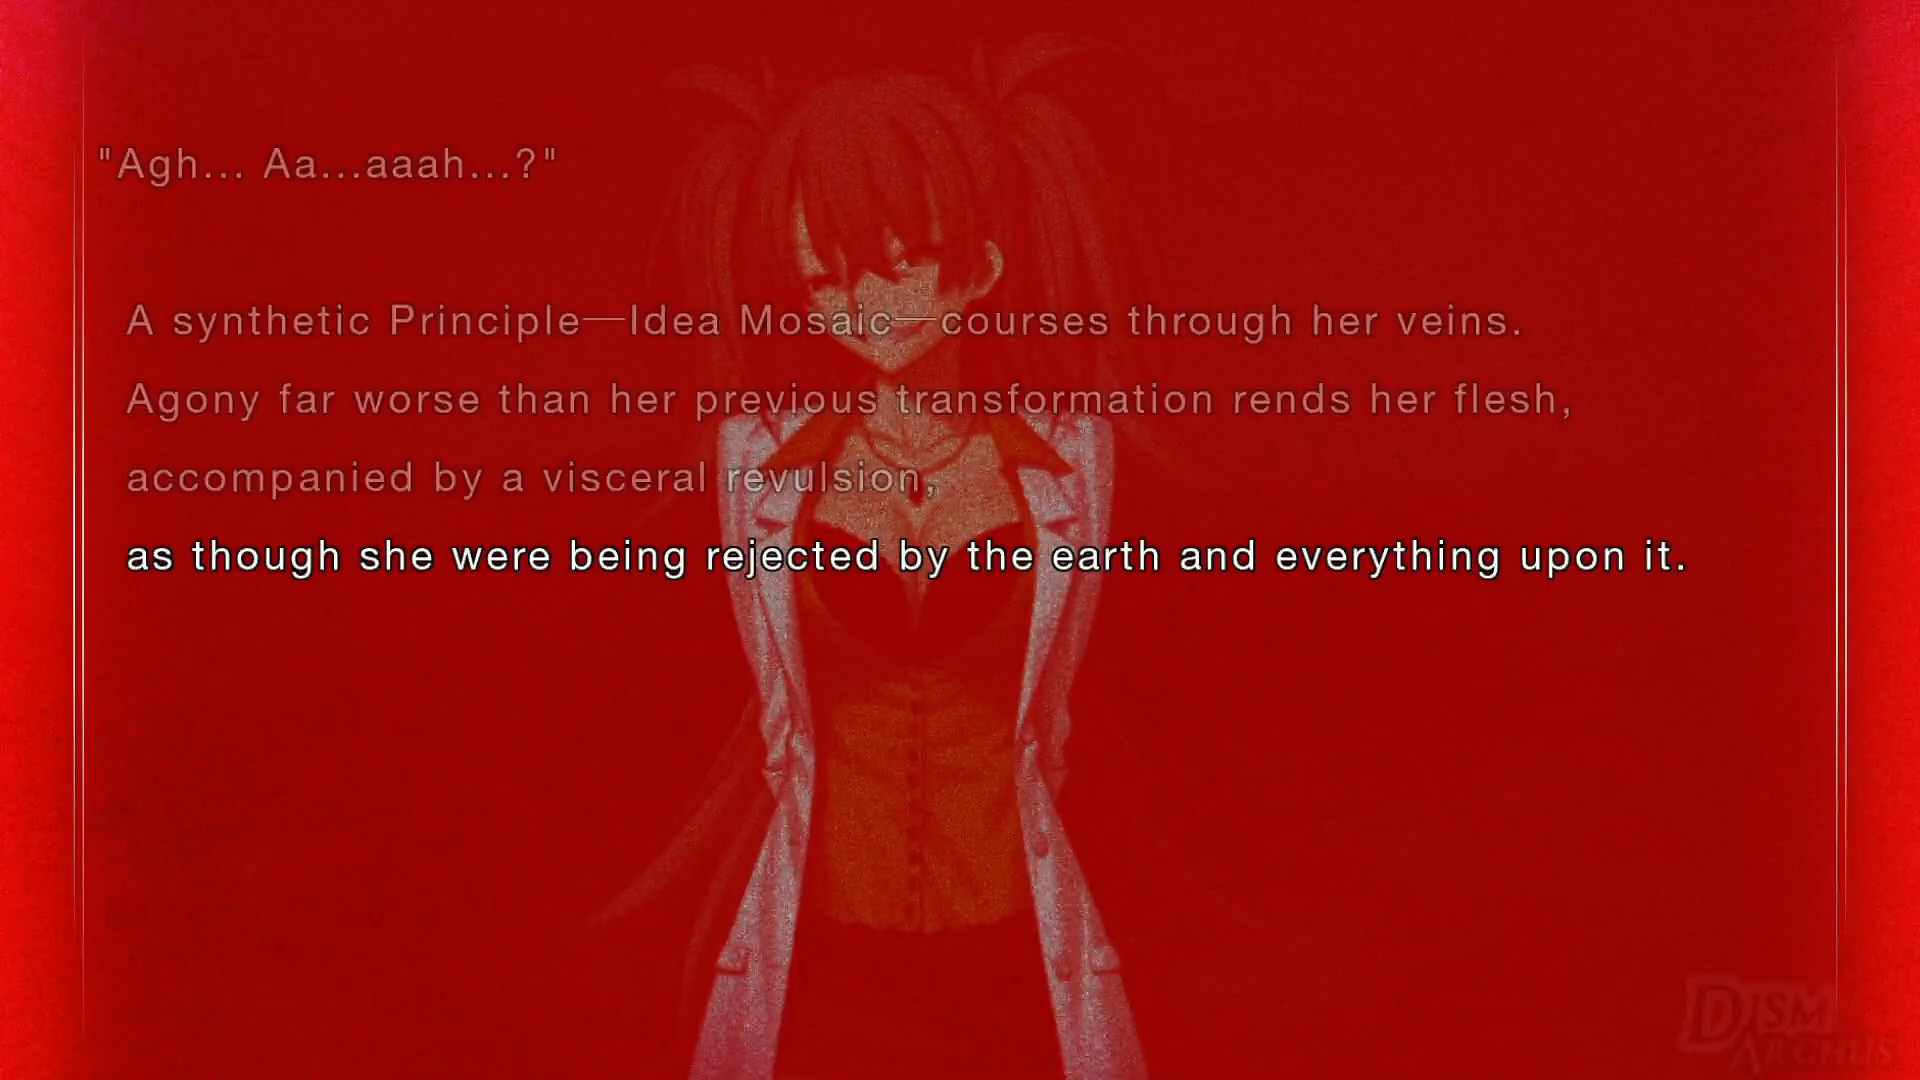 "Agh... Aa...aaah...?"
A synthetic Principle—Idea Mosaic—courses through her veins.
Agony far worse than her previous transformation rends her flesh,
accompanied by a visceral revulsion,
as though she were being rejected by the earth and everything upon it.
DISM
ARCHUS